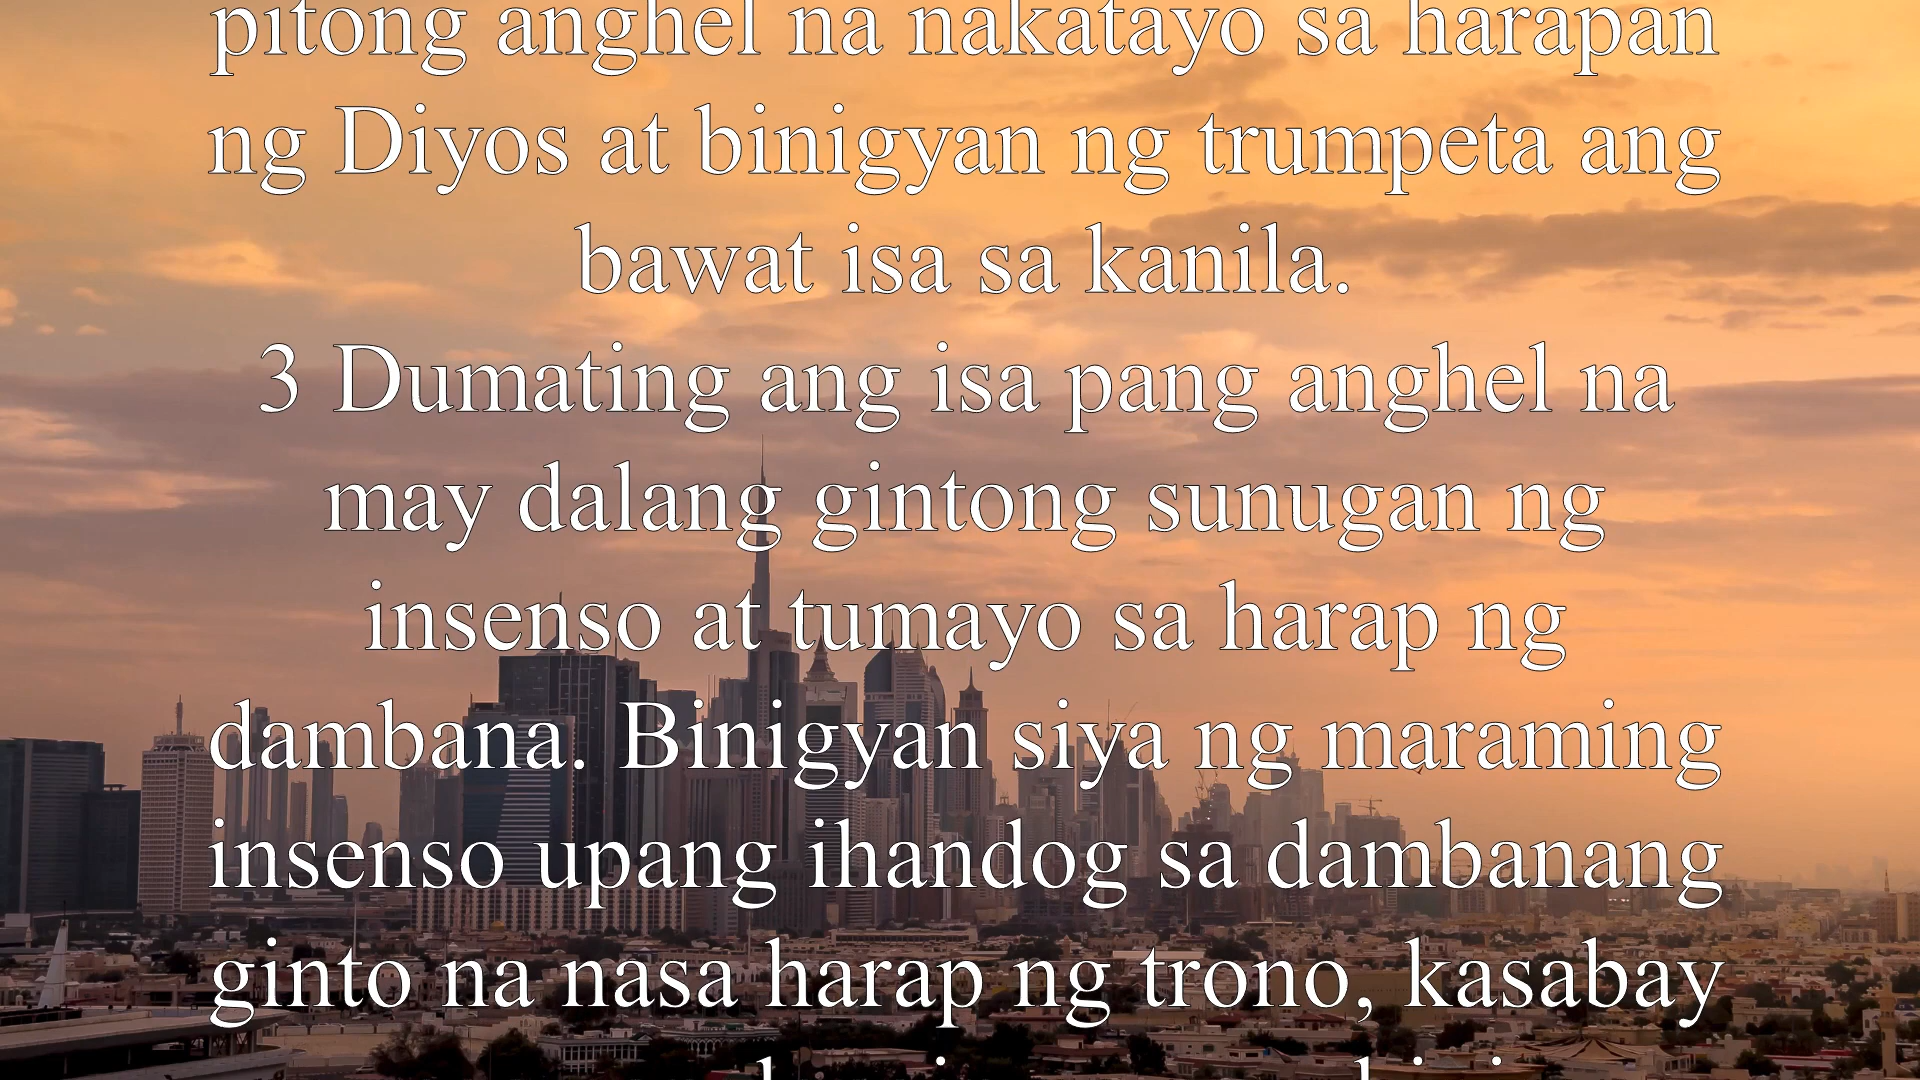 pitong anghel na nakatayo sa harapan
ng Diyos at binigyan ng trumpeta ang
bawat isa sa kanila.
3 Dumating ang isa pang anghel na
may dalang gintong sunugan ng
insenso at tumayo sa harap ng
dambana. Binigyan siya ng maraming
insenso upang ihandog sa dambanang
ginto na nasa harap ng trono, kasabay